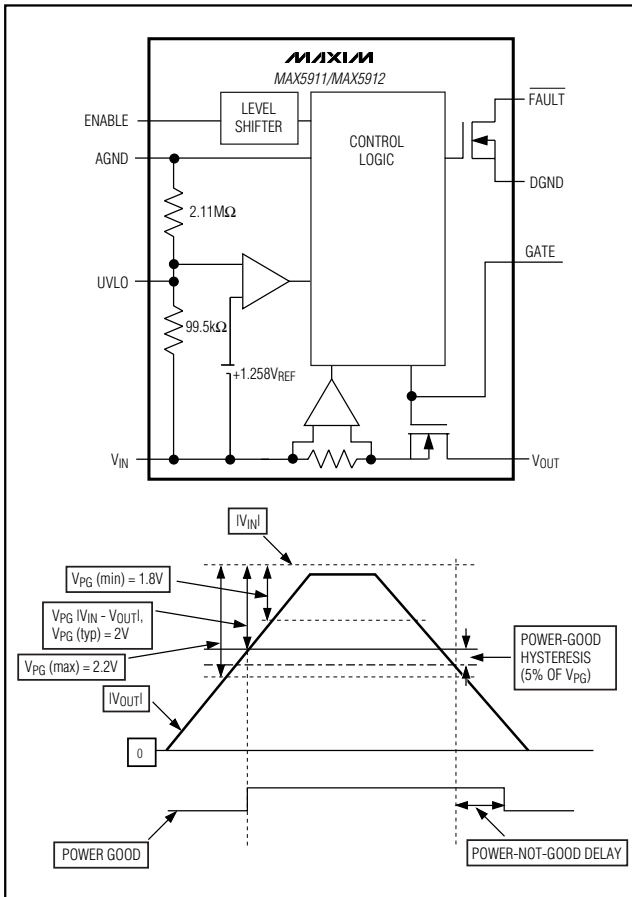 MAXIM
MAX5911/MAX5912
ENABLE
LEVEL
SHIFTER
CONTROL
LOGIC
FAULT
AGND
DGND
2.11MΩ
GATE
UVLO
99.5kΩ
+1.258VREF
VIN
VOUT
|VIN|
VPG (min) = 1.8V
VPG |VIN - VOUT|,
VPG (typ) = 2V
VPG (max) = 2.2V
POWER-GOOD
HYSTERESIS
(5% OF VPG)
|VOUT|
0
POWER GOOD
POWER-NOT-GOOD DELAY